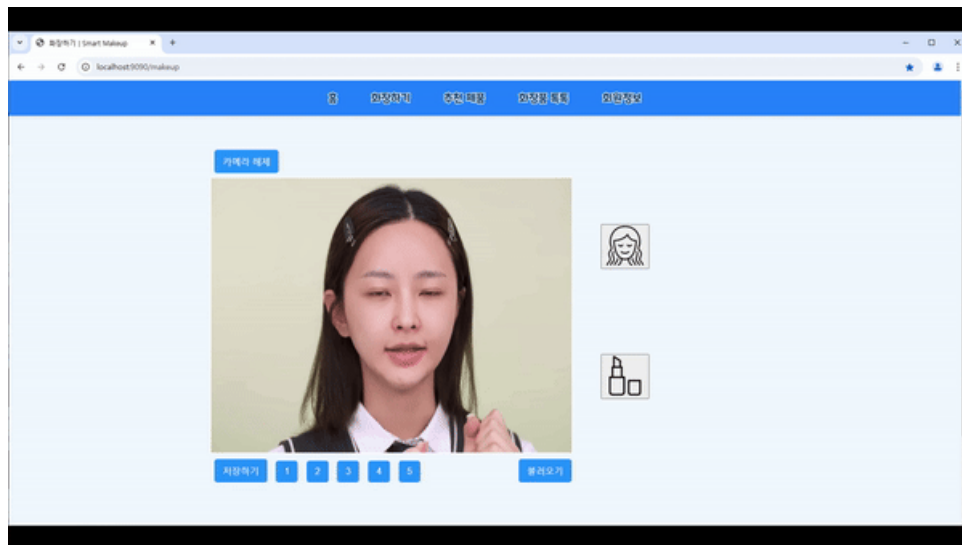 화장하기 | Smart Makeup
localhost:9090/makeup
홈 화장하기 추천 제품 화장품 톡톡 회원정보
카메라 해제
저장하기 1 2 3 4 5 불러오기